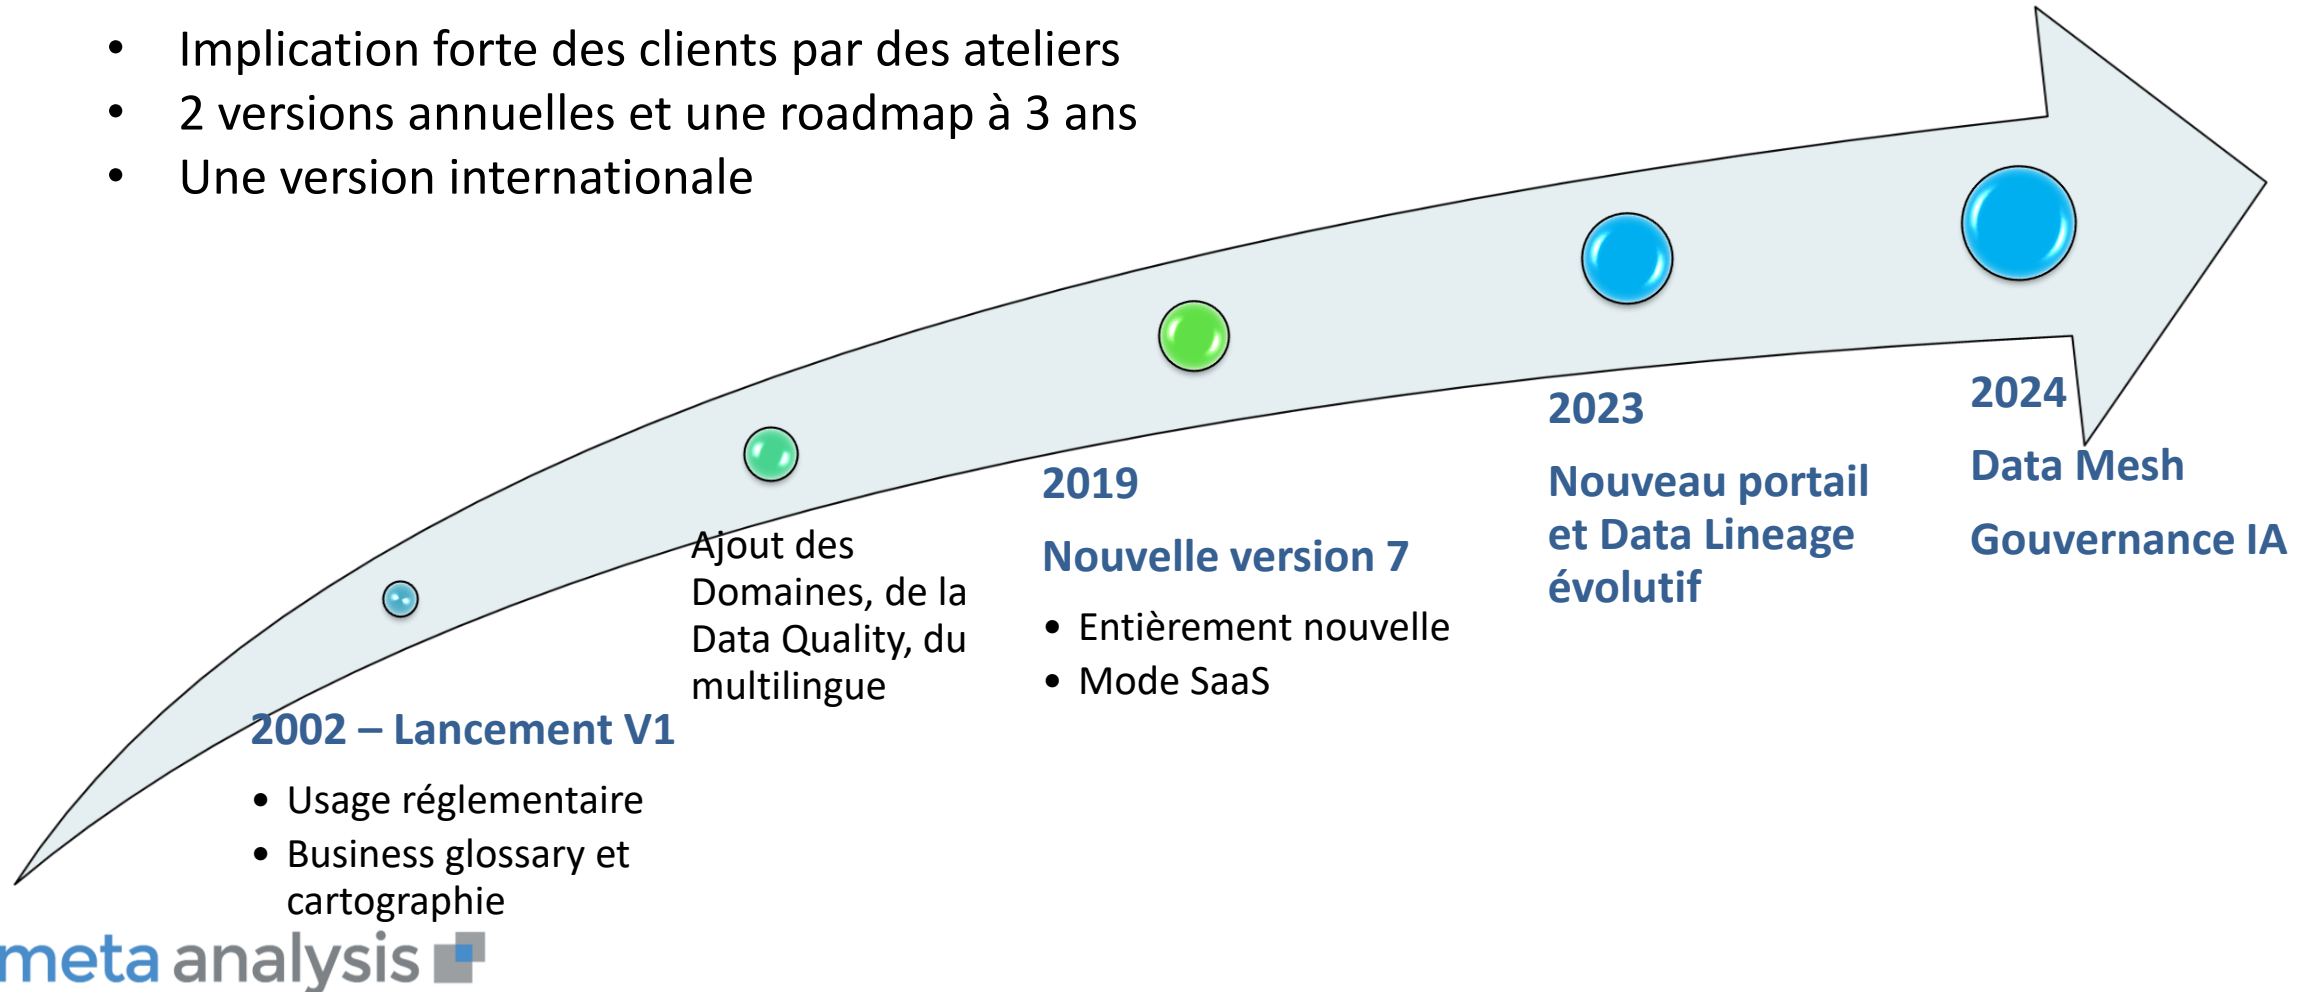 • Implication forte des clients par des ateliers
• 2 versions annuelles et une roadmap à 3 ans
• Une version internationale
2002 – Lancement V1
• Usage réglementaire
• Business glossary et
cartographie
Ajout des
Domaines, de la
Data Quality, du
multilingue
2019
Nouvelle version 7
• Entièrement nouvelle
• Mode SaaS
2023
Nouveau portail
et Data Lineage
évolutif
2024
Data Mesh
Gouvernance IA
meta analysis